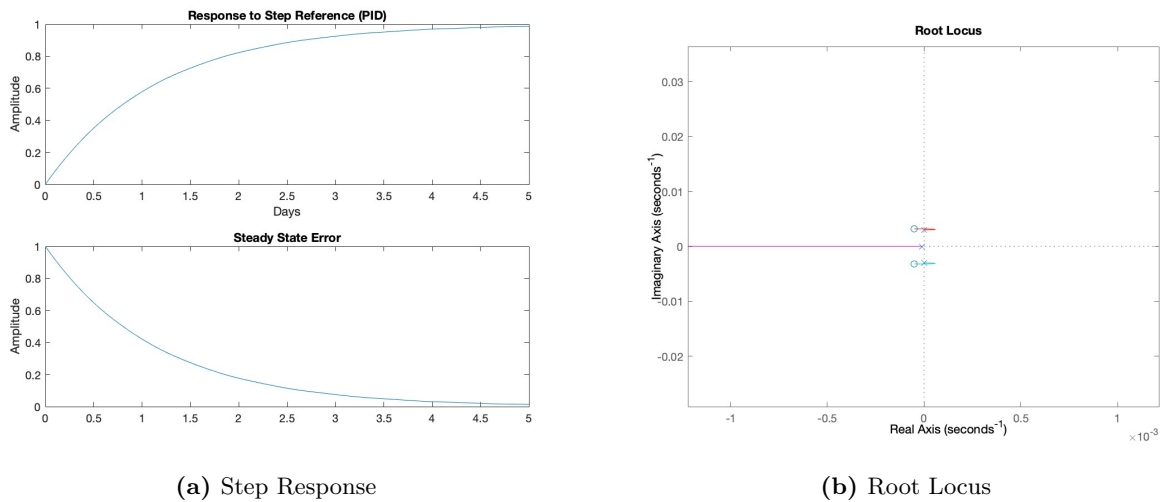 Response to Step Reference (PID)
1
0.8
0.6
0.4
0.2
0
Amplitude
0 0.5 1 1.5 2 2.5 3 3.5 4 4.5 5
Days
Steady State Error
1
0.8
0.6
0.4
0.2
0
Amplitude
0 0.5 1 1.5 2 2.5 3 3.5 4 4.5 5
(a) Step Response
Root Locus
0.03
0.02
0.01
0
-0.01
-0.02
Imaginary Axis (seconds⁻¹)
-1 -0.5 0 0.5 1
Real Axis (seconds⁻¹)
×10⁻³
(b) Root Locus